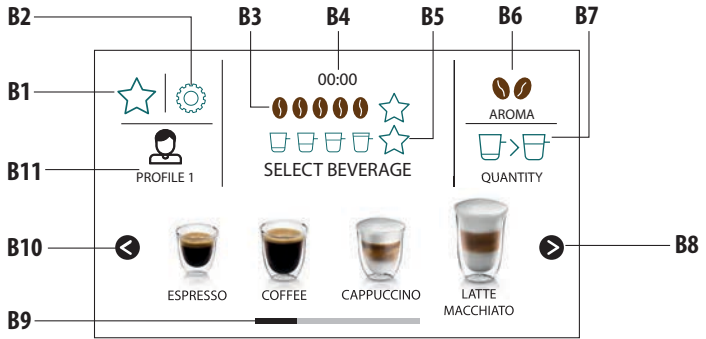 B2
B3
B4
B5
B6
B7
B1
00:00
AROMA
SELECT BEVERAGE
B11
PROFILE 1
QUANTITY
B10
B8
ESPRESSO
COFFEE
CAPPUCCINO
LATTE
MACCHIATO
B9